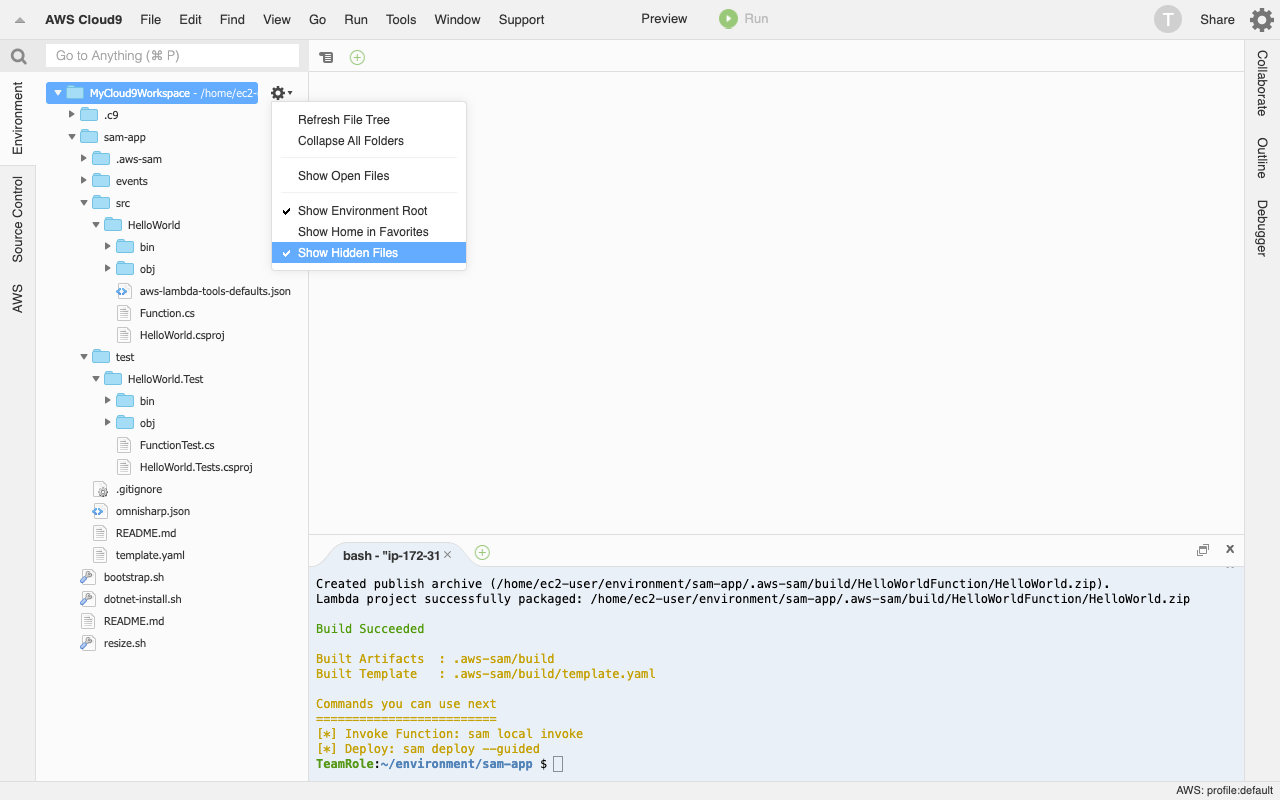 AWS Cloud9 File Edit Find View Go Run Tools Window Support Preview Run T Share
Go to Anything (⌘ P)
Environment
Source Control
AWS
MyCloud9Workspace - /home/ec2-
.c9
sam-app
.aws-sam
events
src
HelloWorld
bin
obj
aws-lambda-tools-defaults.json
Function.cs
HelloWorld.csproj
test
HelloWorld.Test
bin
obj
FunctionTest.cs
HelloWorld.Tests.csproj
.gitignore
omnisharp.json
README.md
template.yaml
bootstrap.sh
dotnet-install.sh
README.md
resize.sh
Refresh File Tree
Collapse All Folders
Show Open Files
Show Environment Root
Show Home in Favorites
Show Hidden Files
Collaborate
Outline
Debugger
bash - "ip-172-31
Created publish archive (/home/ec2-user/environment/sam-app/.aws-sam/build/HelloWorldFunction/HelloWorld.zip).
Lambda project successfully packaged: /home/ec2-user/environment/sam-app/.aws-sam/build/HelloWorldFunction/HelloWorld.zip
Build Succeeded
Built Artifacts  : .aws-sam/build
Built Template   : .aws-sam/build/template.yaml
Commands you can use next
=========================
[*] Invoke Function: sam local invoke
[*] Deploy: sam deploy --guided
TeamRole:~/environment/sam-app $
AWS: profile:default